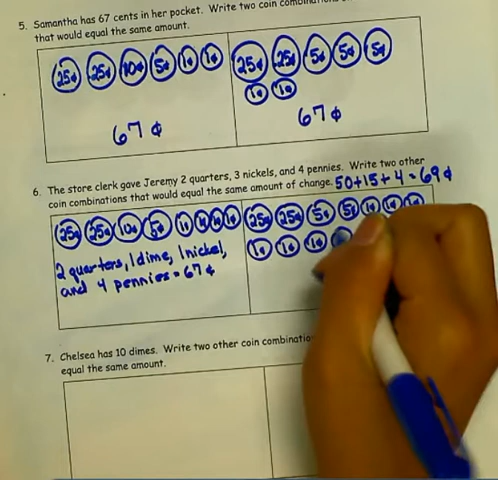 5. Samantha has 67 cents in her pocket. Write two coin
that would equal the same amount.
25¢ 25¢ 10¢ 5¢ 1¢ 1¢
67¢
25¢ 25¢ 5¢ 5¢ 5¢
1¢ 1¢
67¢
6. The store clerk gave Jeremy 2 quarters, 3 nickels, and 4 pennies. Write two other
coin combinations that would equal the same amount of change. 50+15+4=69¢
25¢ 25¢ 10¢ 5¢ 1¢ 1¢ 1¢ 1¢
2 quarters, 1 dime, 1 nickel,
and 4 pennies = 67¢
25¢ 25¢ 5¢ 5¢ 1¢ 1¢ 1¢
1¢ 1¢ 1¢
7. Chelsea has 10 dimes. Write two other coin
equal the same amount.